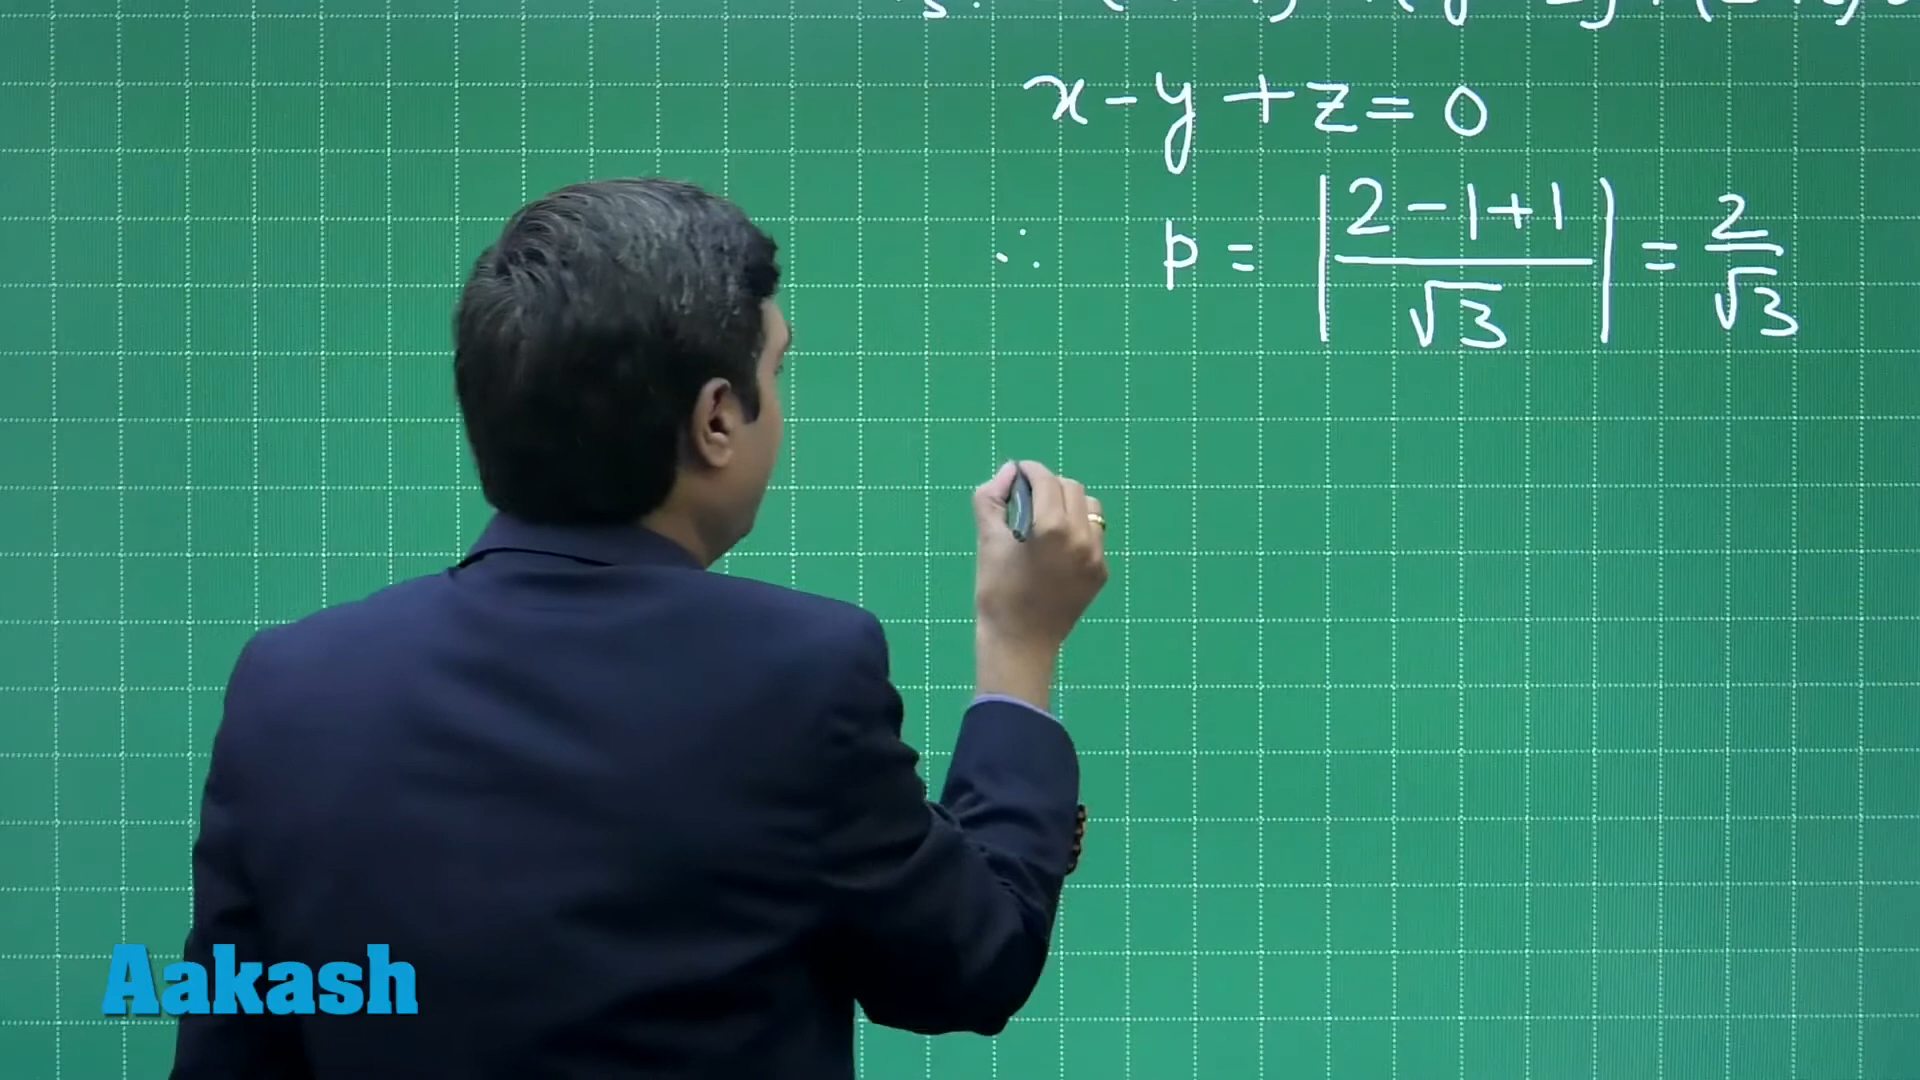 x - y + z = 0
∴ p = |(2 - 1 + 1)/√3| = 2/√3
Aakash